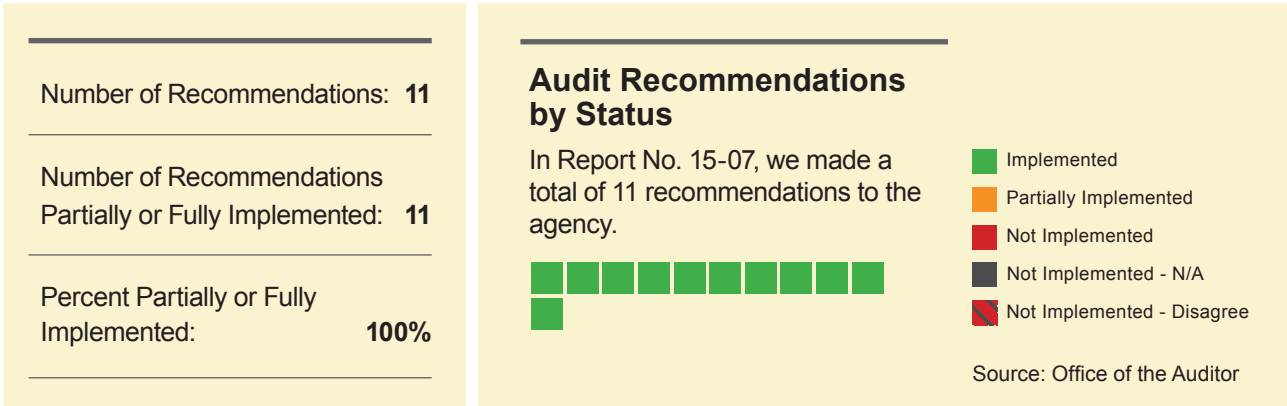 Number of Recommendations: 11
Number of Recommendations
Partially or Fully Implemented: 11
Percent Partially or Fully
Implemented: 100%
Audit Recommendations
by Status
In Report No. 15-07, we made a
total of 11 recommendations to the
agency.
Implemented
Partially Implemented
Not Implemented
Not Implemented - N/A
Not Implemented - Disagree
Source: Office of the Auditor